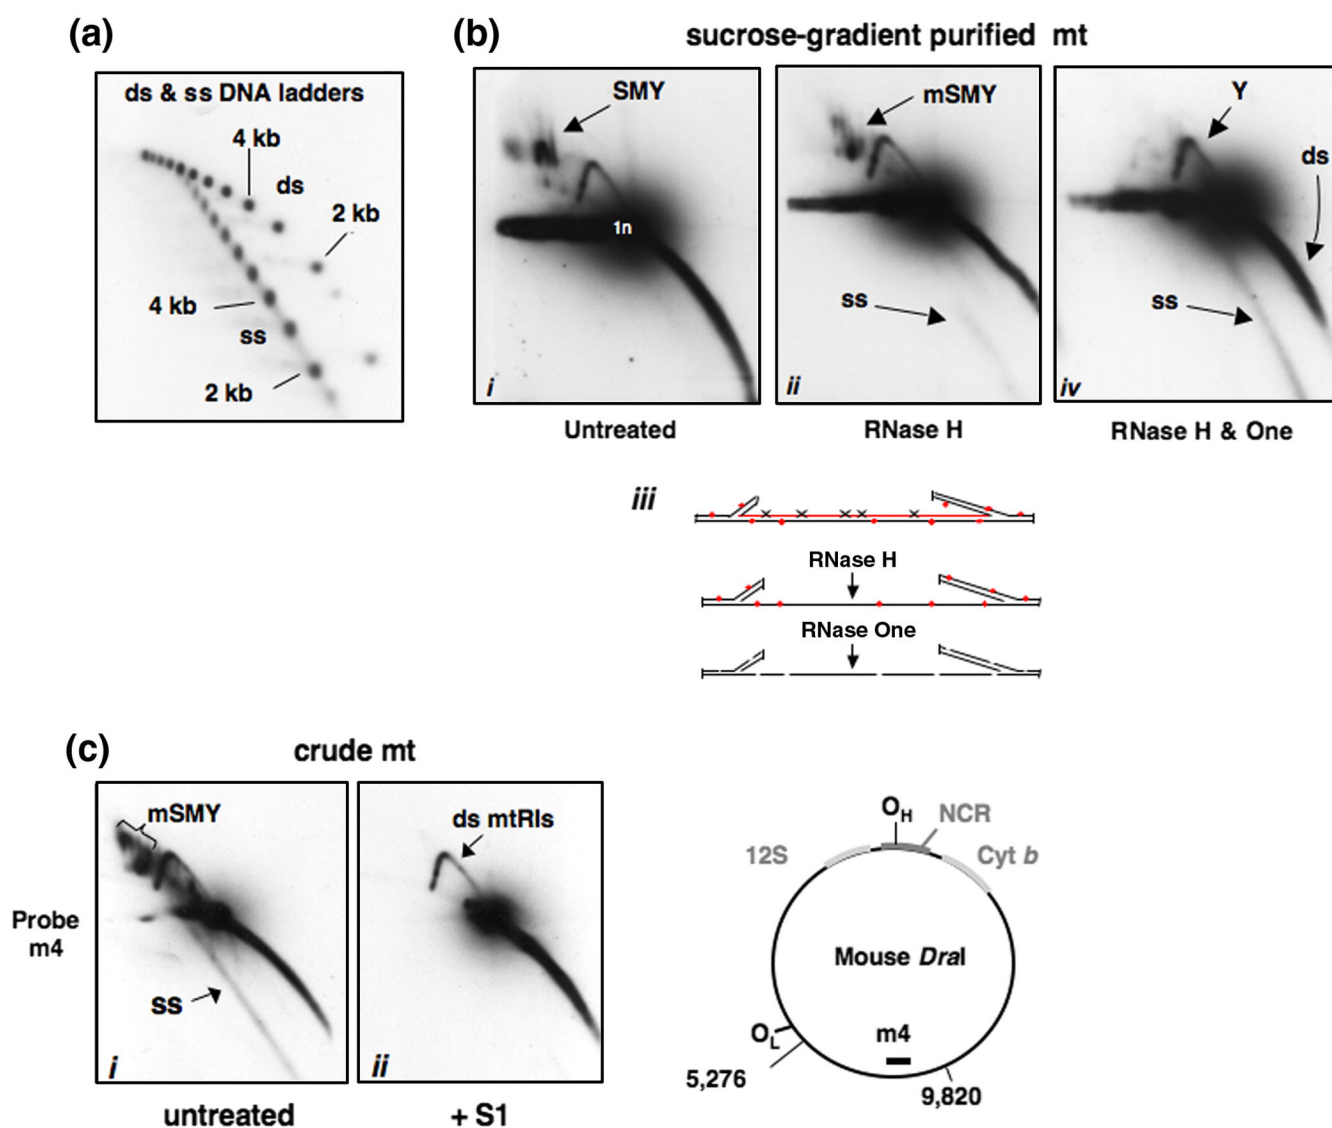 (a)
ds & ss DNA ladders
4 kb
ds
2 kb
4 kb
ss
2 kb
(b)
sucrose-gradient purified mt
SMY
1n
i
Untreated
mSMY
ss
ii
RNase H
Y
ds
ss
iv
RNase H & One
iii
RNase H
RNase One
(c)
crude mt
Probe
m4
mSMY
ss
i
untreated
ds mtRIs
ii
+ S1
OH
NCR
12S
Cyt b
Mouse DraI
OL
m4
5,276
9,820